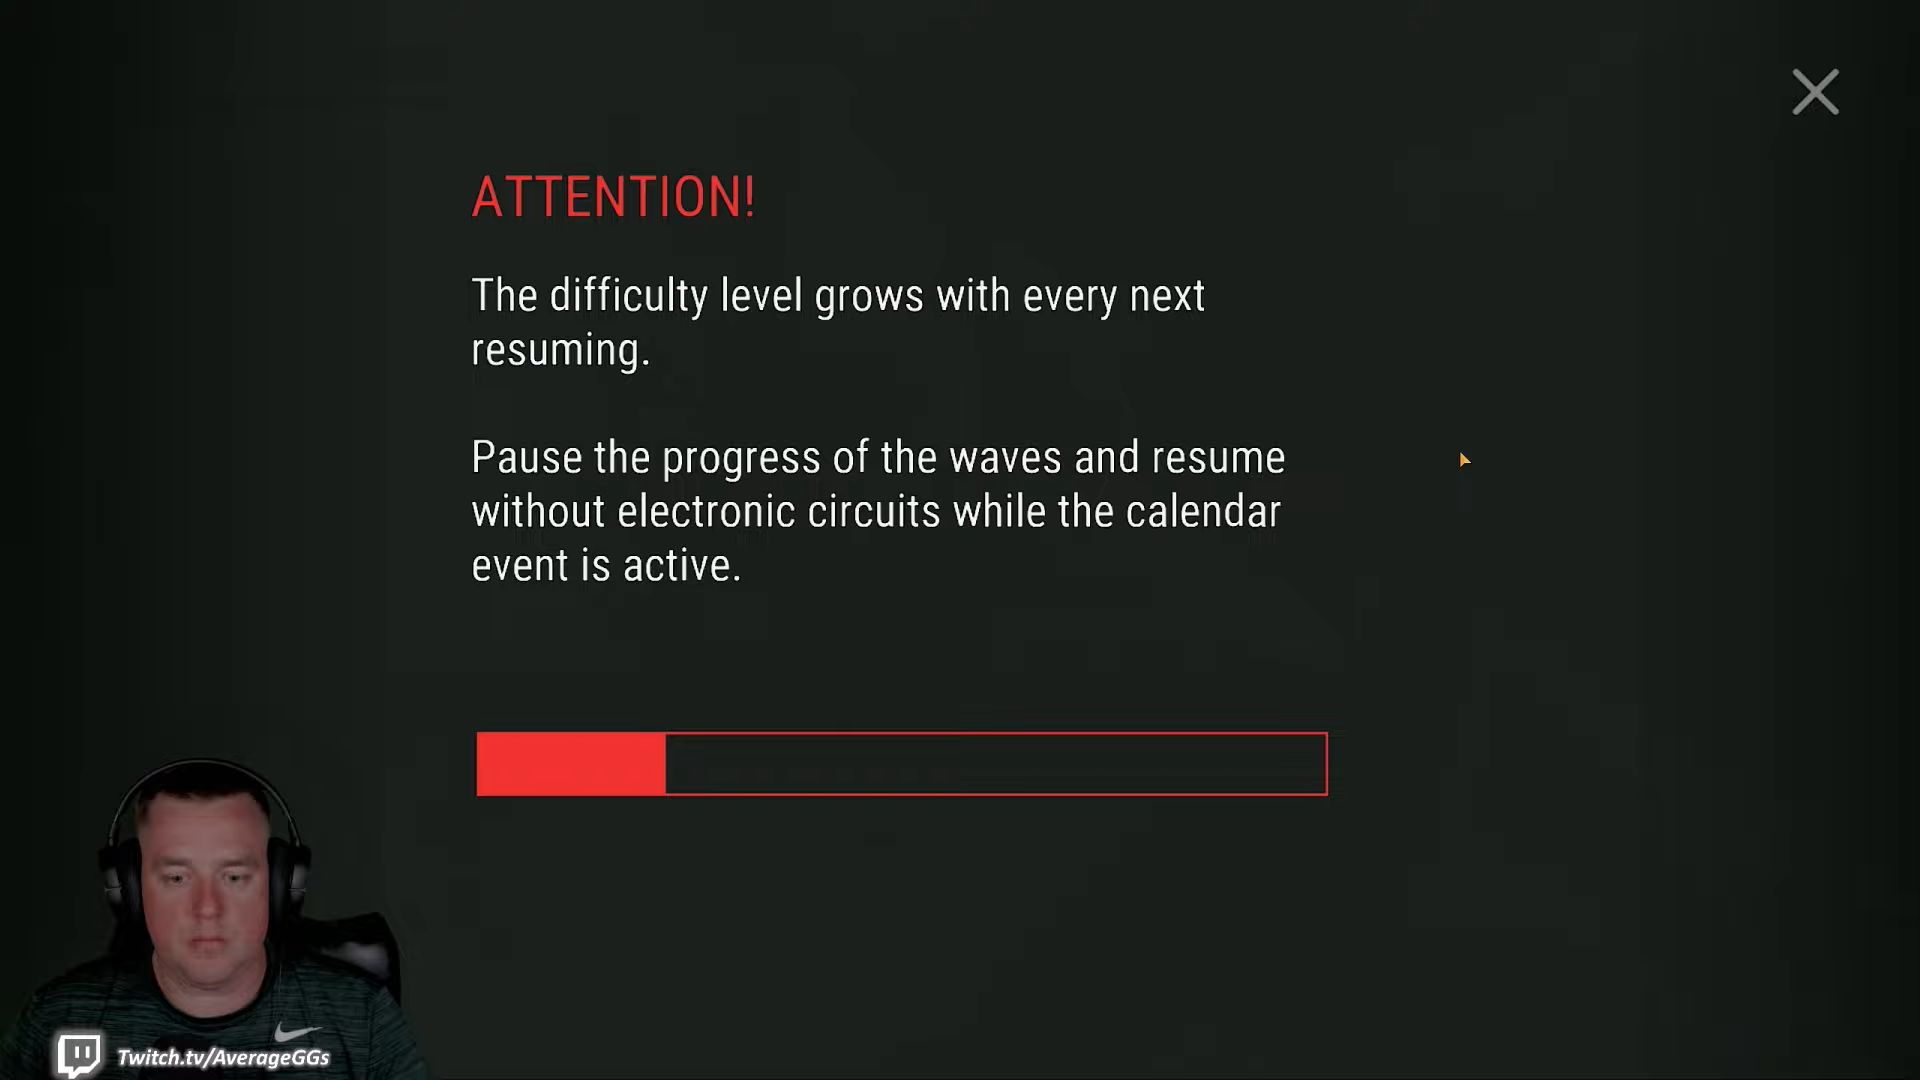 ATTENTION!
The difficulty level grows with every next
resuming.
Pause the progress of the waves and resume
without electronic circuits while the calendar
event is active.
Twitch.tv/AverageGGs